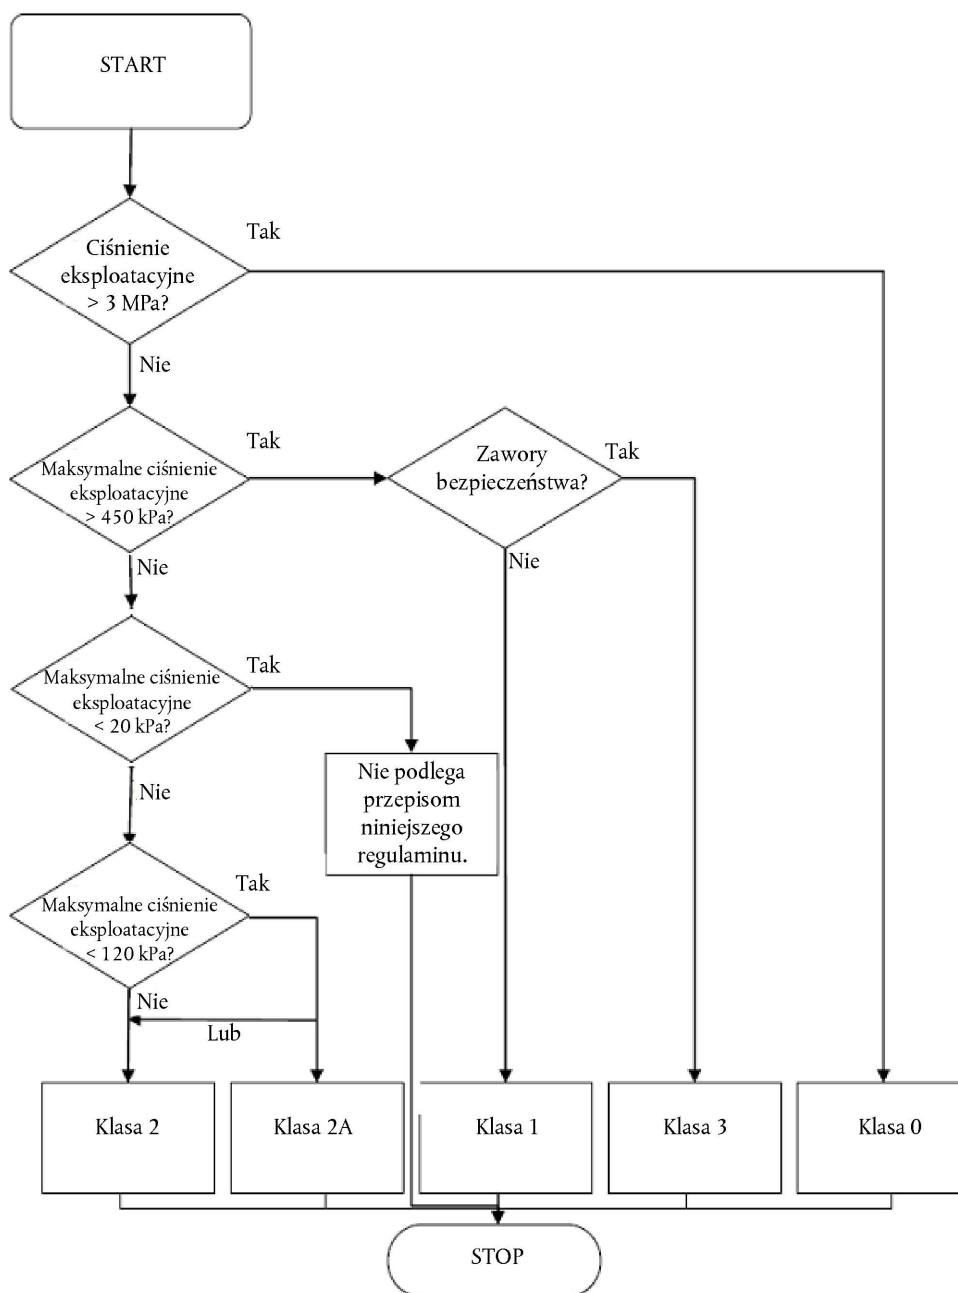 START
Tak
Ciśnienie
eksploatacyjne
> 3 MPa?
Nie
Tak
Maksymalne ciśnienie
eksploatacyjne
> 450 kPa?
Zawory
bezpieczeństwa?
Tak
Nie
Nie
Tak
Maksymalne ciśnienie
eksploatacyjne
< 20 kPa?
Nie podlega
przepisom
niniejszego
regulaminu.
Nie
Tak
Maksymalne ciśnienie
eksploatacyjne
< 120 kPa?
Nie
Lub
Klasa 2
Klasa 2A
Klasa 1
Klasa 3
Klasa 0
STOP